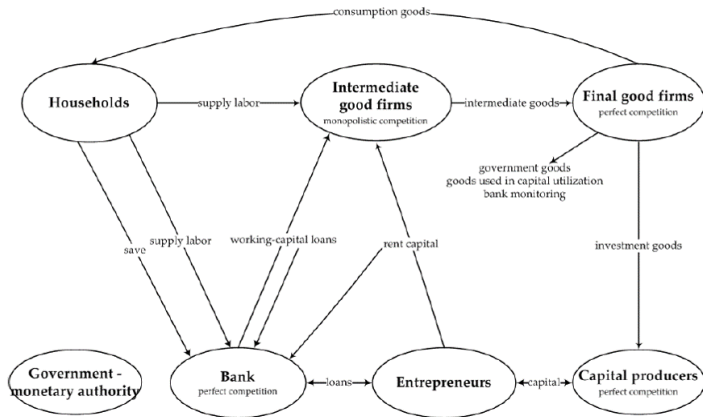 consumption goods
Households
supply labor
Intermediate
good firms
monopolistic competition
intermediate goods
Final good firms
perfect competition
government goods
goods used in capital utilization
bank monitoring
save
supply labor
working-capital loans
rent capital
investment goods
Government -
monetary authority
Bank
perfect competition
loans
Entrepreneurs
capital
Capital producers
perfect competition